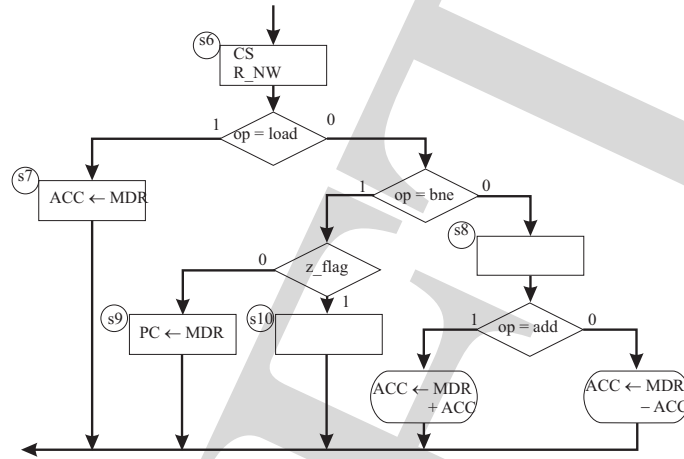 s6
CS
R_NW
1
op = load
0
s7
ACC ← MDR
1
op = bne
0
s8
0
z_flag
1
s9
PC ← MDR
s10
1
op = add
0
ACC ← MDR
+ ACC
ACC ← MDR
− ACC